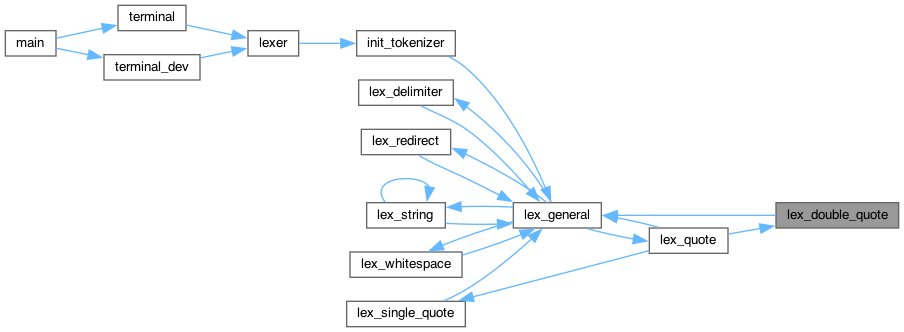 terminal
main
lexer
init_tokenizer
terminal_dev
lex_delimiter
lex_redirect
lex_string
lex_general
lex_double_quote
lex_quote
lex_whitespace
lex_single_quote